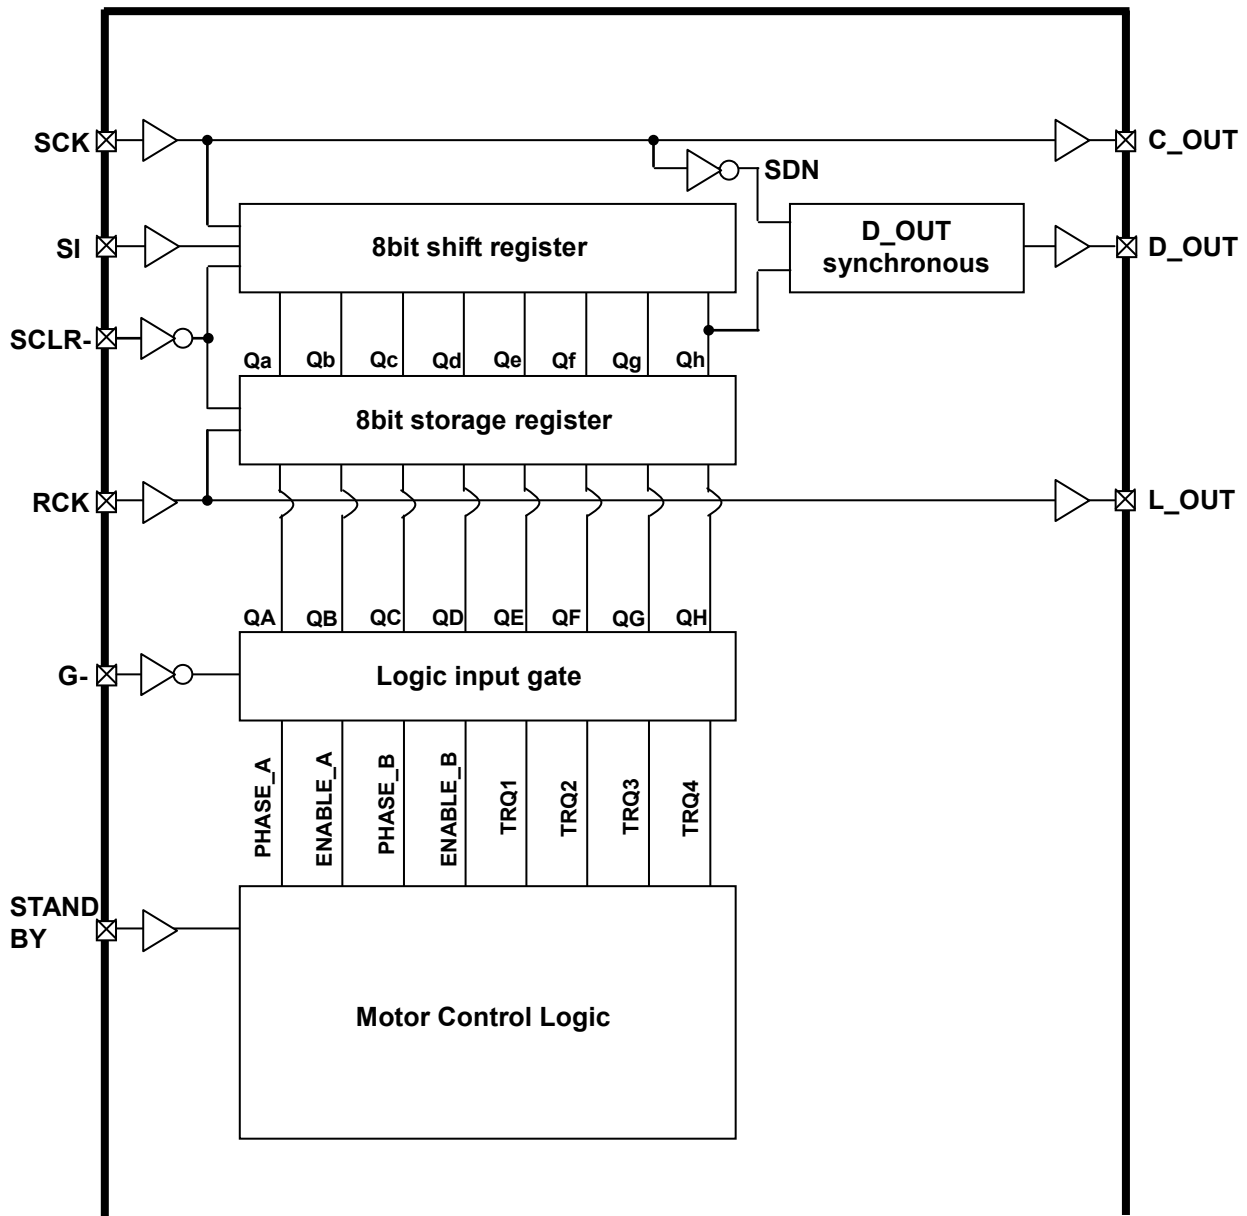 SCK
C_OUT
SDN
SI
8bit shift register
D_OUT
synchronous
D_OUT
SCLR-
Qa
Qb
Qc
Qd
Qe
Qf
Qg
Qh
8bit storage register
RCK
L_OUT
QA
QB
QC
QD
QE
QF
QG
QH
G-
Logic input gate
PHASE_A
ENABLE_A
PHASE_B
ENABLE_B
TRQ1
TRQ2
TRQ3
TRQ4
STAND
BY
Motor Control Logic